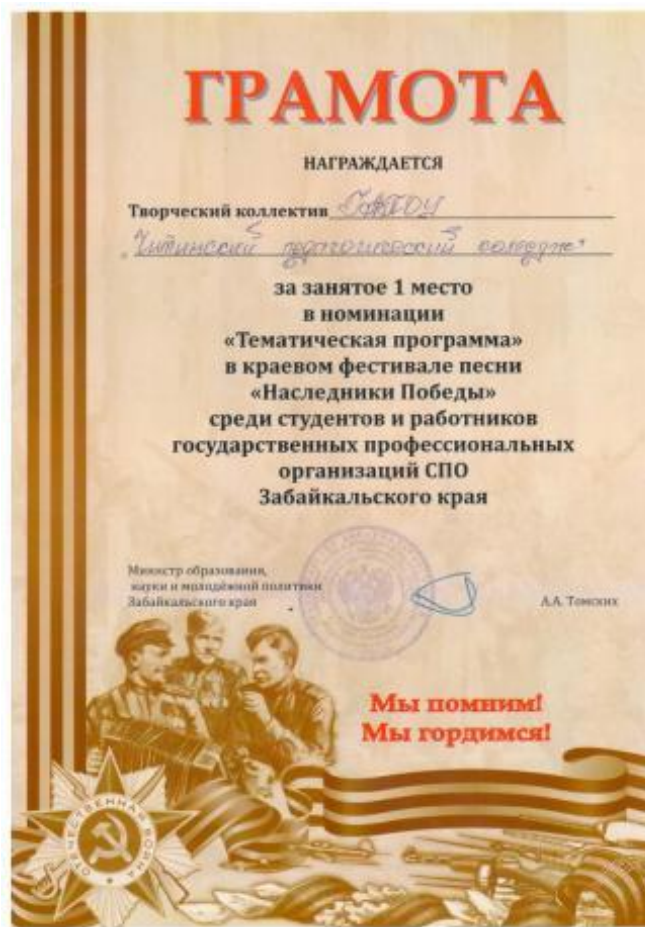 ГРАМОТА
НАГРАЖДАЕТСЯ
Творческий коллектив ГАПОУ
"Читинский педагогический колледж"
за занятое 1 место
в номинации
«Тематическая программа»
в краевом фестивале песни
«Наследники Победы»
среди студентов и работников
государственных профессиональных
организаций СПО
Забайкальского края
Министр образования,
науки и молодёжной политики
Забайкальского края
А.А. Томских
Мы помним!
Мы гордимся!
ОТЕЧЕСТВЕННАЯ ВОЙНА